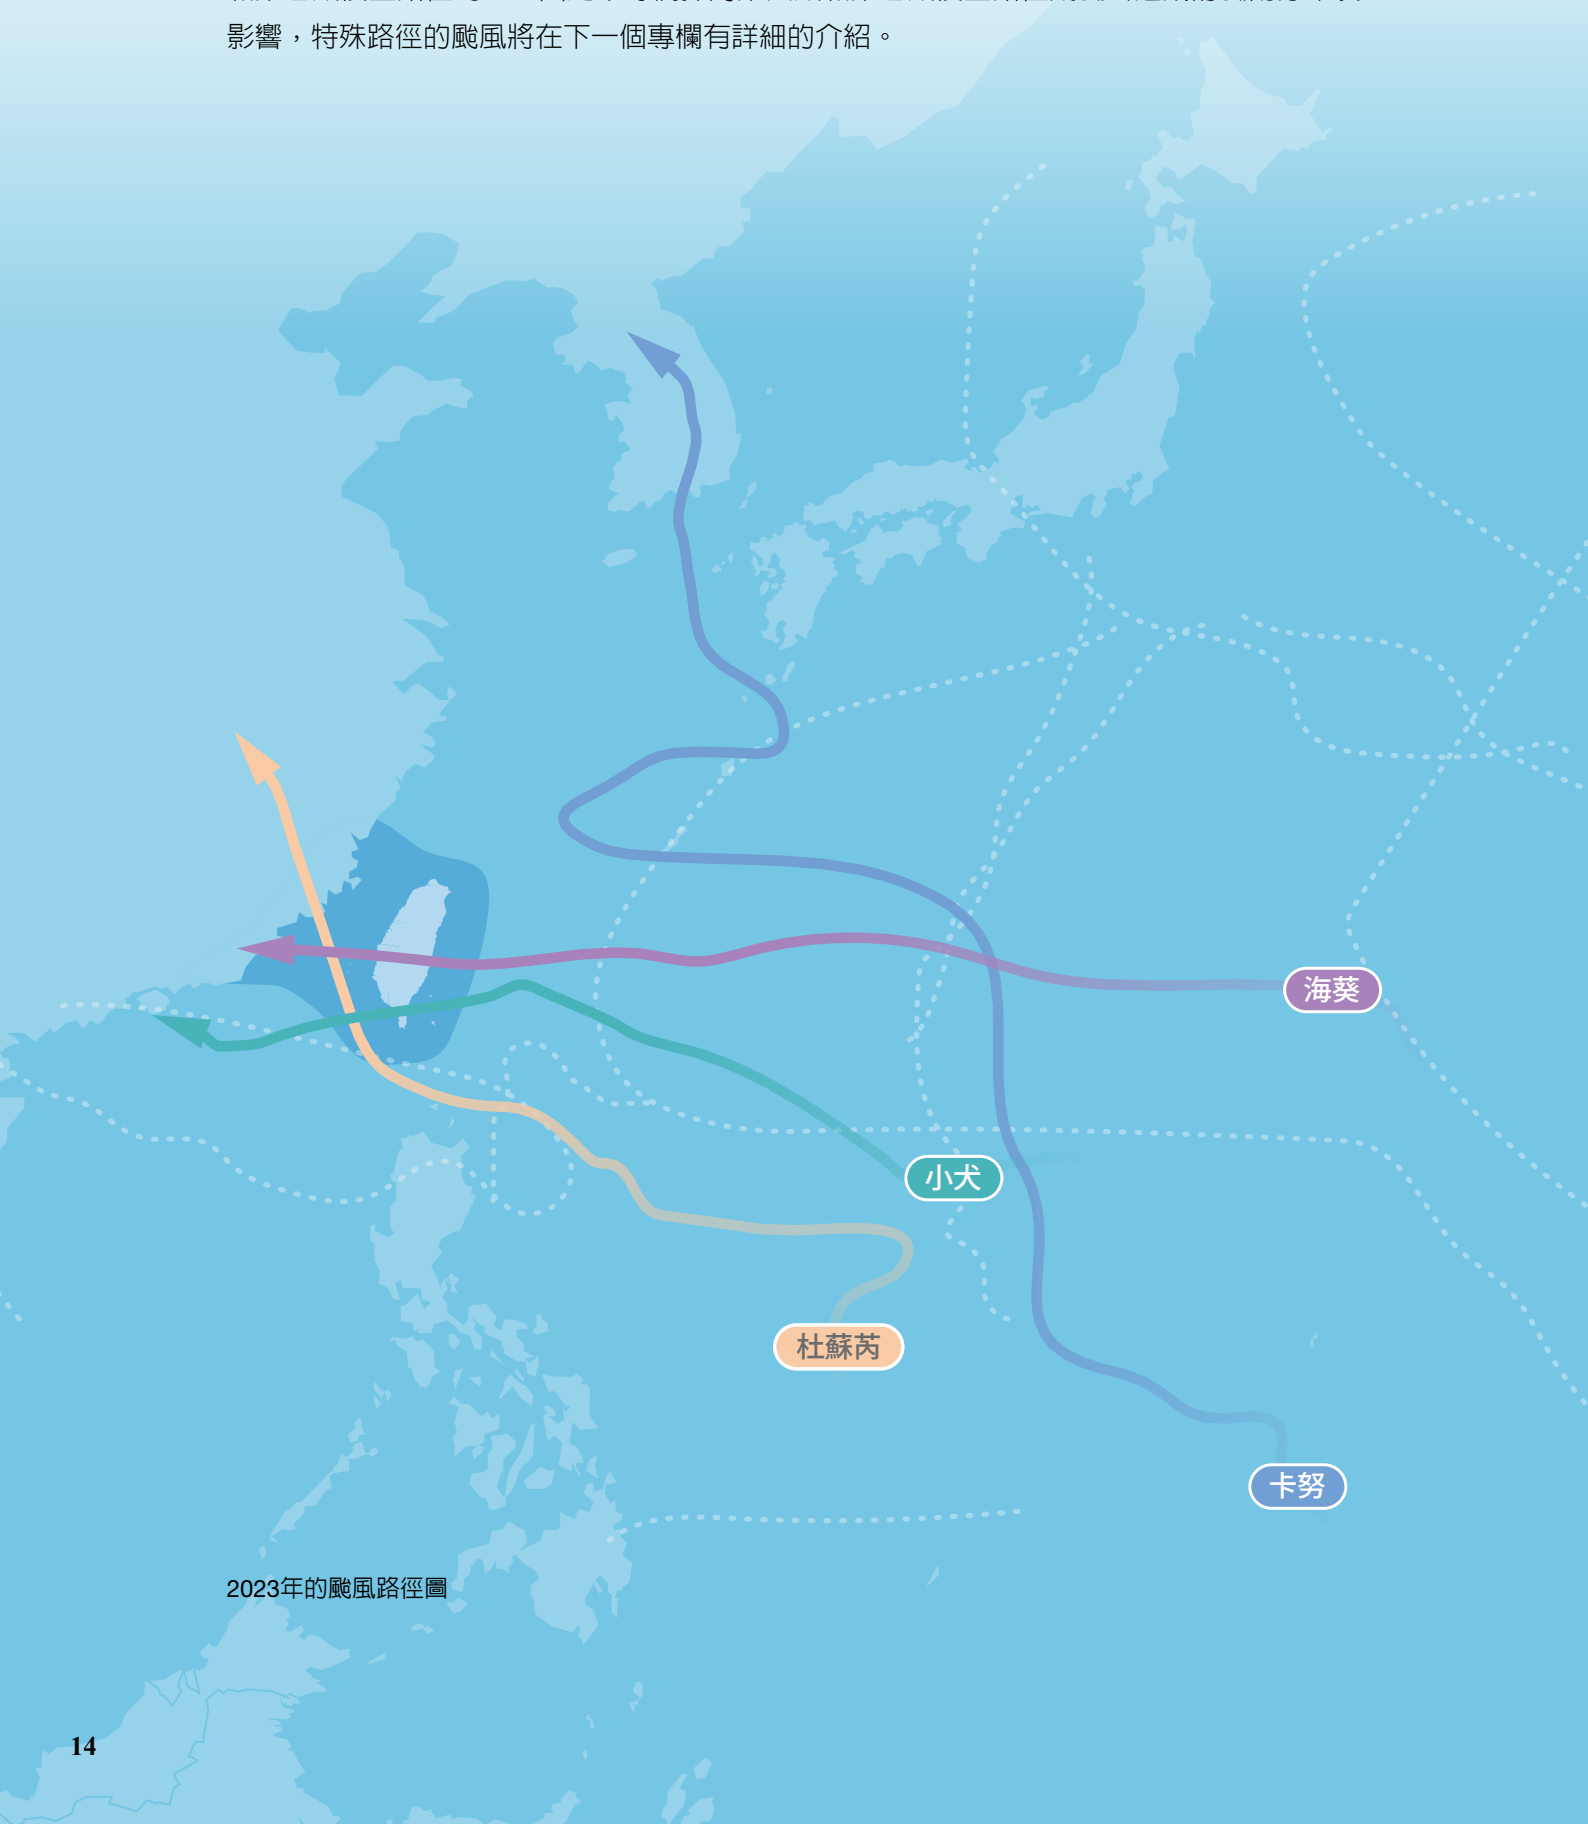 影響，特殊路徑的颱風將在下一個專欄有詳細的介紹。
海葵
小犬
杜蘇芮
卡努
2023年的颱風路徑圖
14